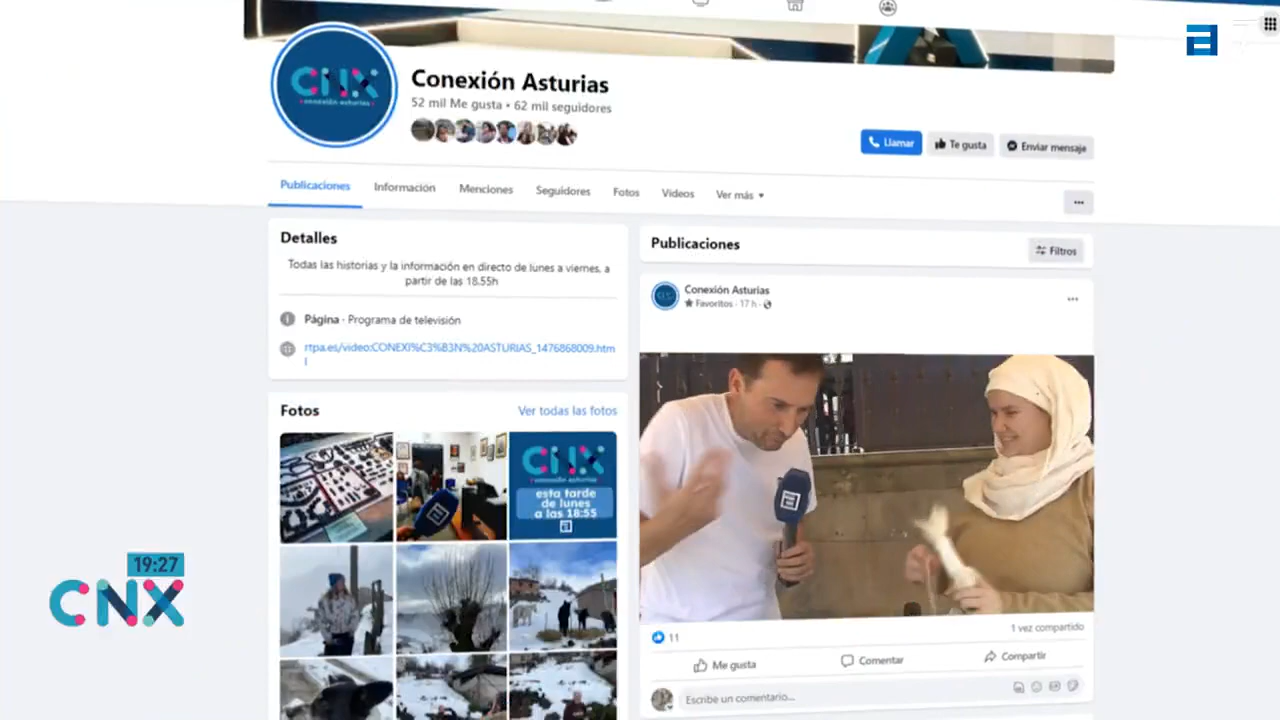 CNX
conexión asturias
Conexión Asturias
52 mil Me gusta • 62 mil seguidores
Llamar
Te gusta
Enviar mensaje
Publicaciones
Información
Menciones
Seguidores
Fotos
Videos
Ver más
Detalles
Todas las historias y la información en directo de lunes a viernes, a
partir de las 18.55h
Página · Programa de televisión
rtpa.es/video:CONEXI%C3%B3N%20ASTURIAS_1476868009.htm
l
Fotos
Ver todas las fotos
CNX
conexión asturias
esta tarde
de lunes
a las 18:55
Publicaciones
Filtros
Conexión Asturias
Favoritos · 17 h ·
11
1 vez compartido
Me gusta
Comentar
Compartir
Escribe un comentario...
19:27
CNX